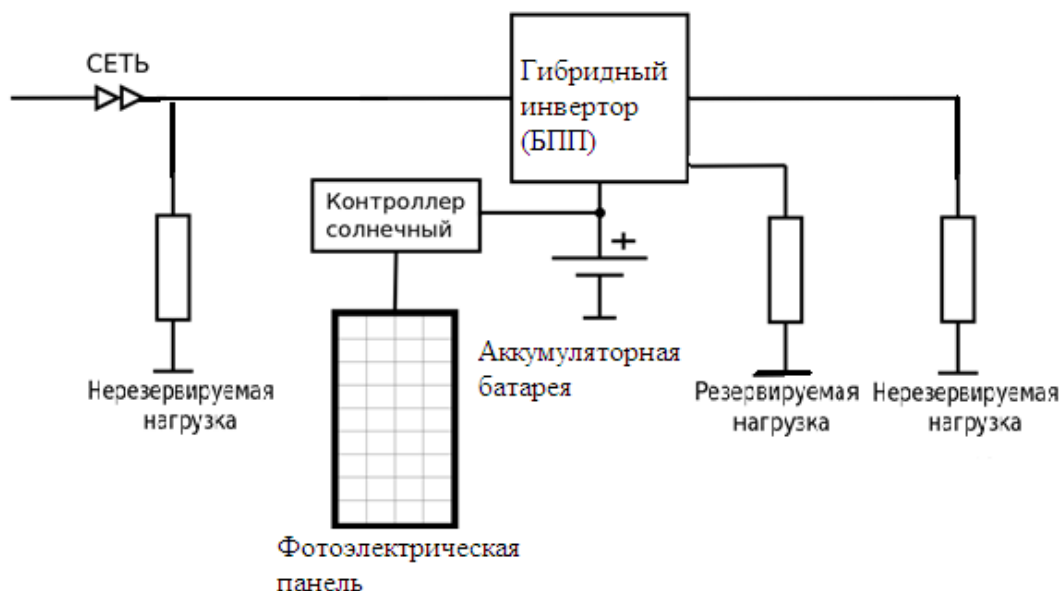 СЕТЬ
Гибридный
инвертор
(БПП)
Контроллер
солнечный
+
Аккумуляторная
батарея
Нерезервируемая
нагрузка
Резервируемая
нагрузка
Нерезервируемая
нагрузка
Фотоэлектрическая
панель